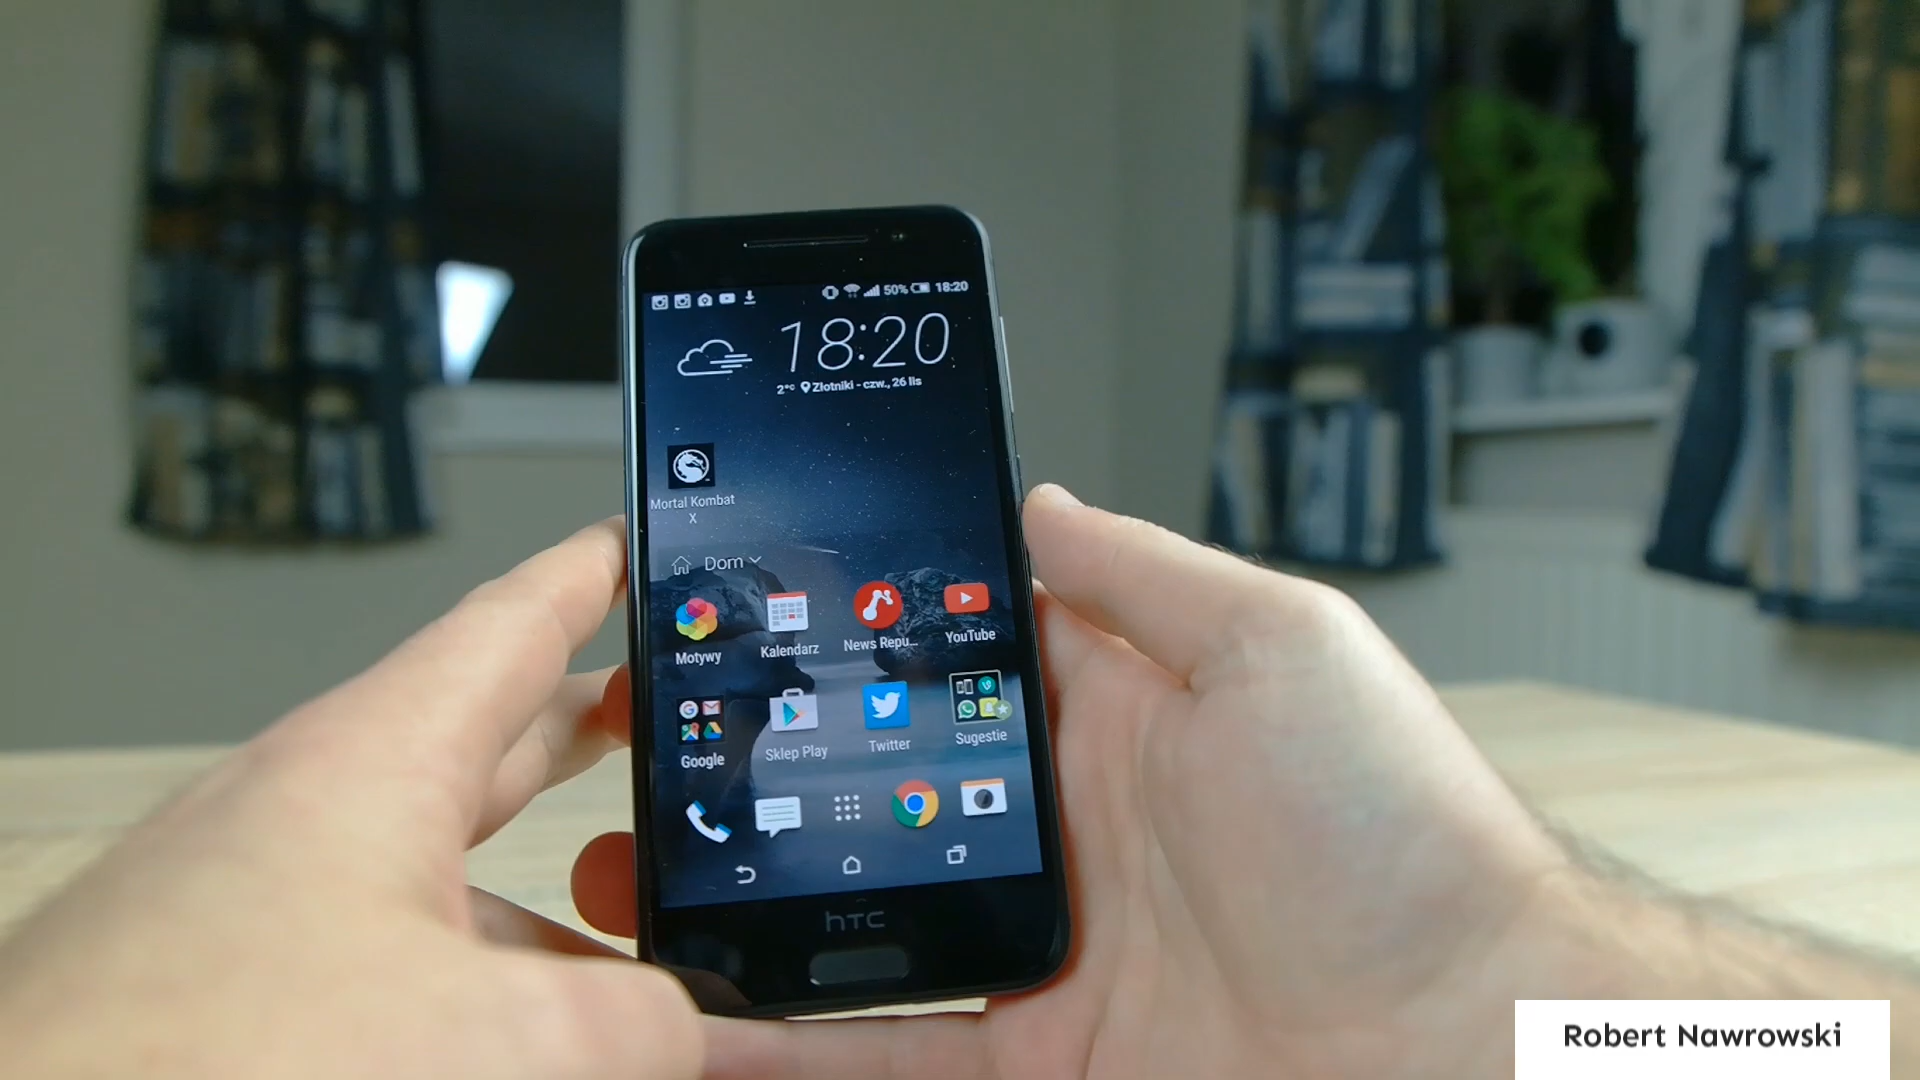 50% 18:20
18:20
2°C Złotniki - czw., 26 lis
Mortal Kombat
X
Dom
Motywy
Kalendarz
News Repu...
YouTube
Google
Sklep Play
Twitter
Sugestie
hTC
Robert Nawrowski